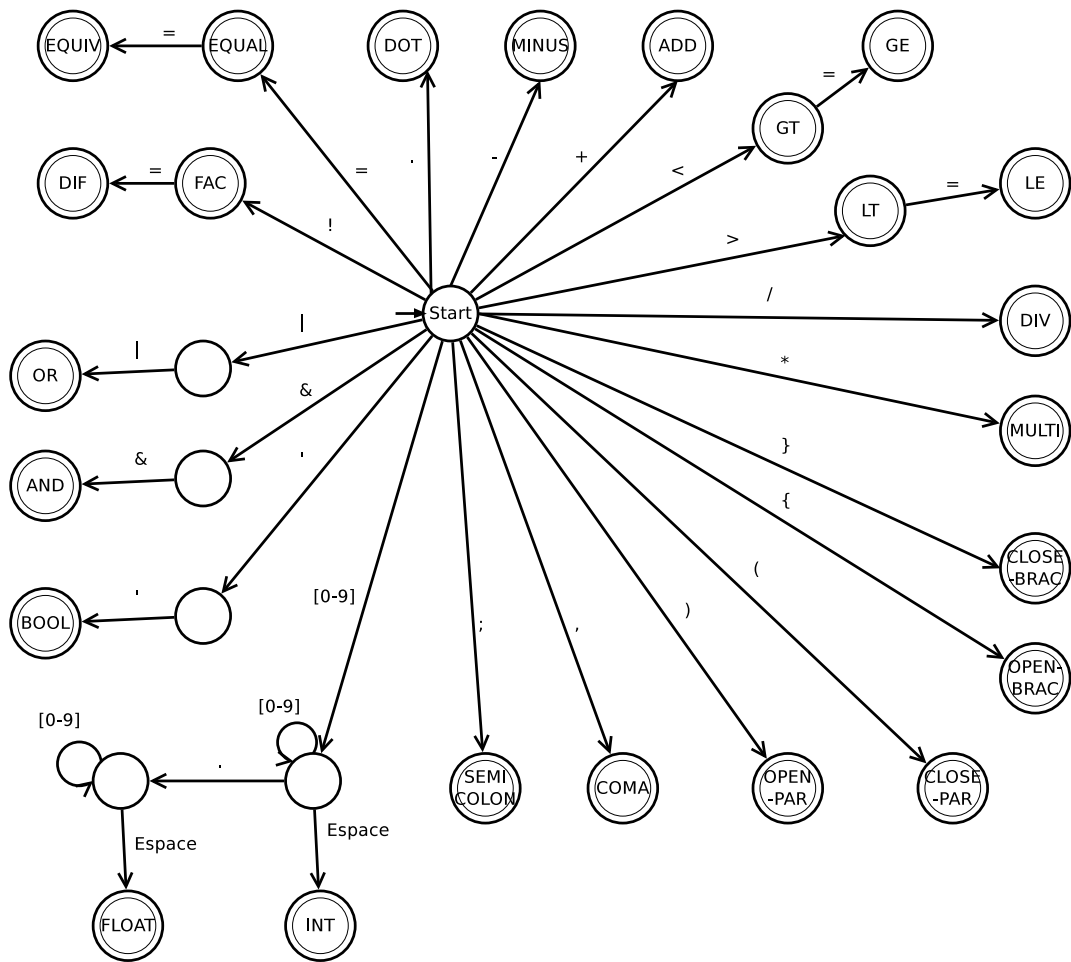 EQUIV
=
EQUAL
DOT
MINUS
ADD
GE
=
GT
DIF
=
FAC
!
=
.
-
+
<
LT
=
LE
>
Start
/
DIV
OR
|
|
*
MULTI
AND
&
&
'
}
{
CLOSE
-BRAC
BOOL
'
[0-9]
;
,
)
(
OPEN-
BRAC
[0-9]
[0-9]
.
SEMI
COLON
COMA
OPEN
-PAR
CLOSE
-PAR
Espace
Espace
FLOAT
INT